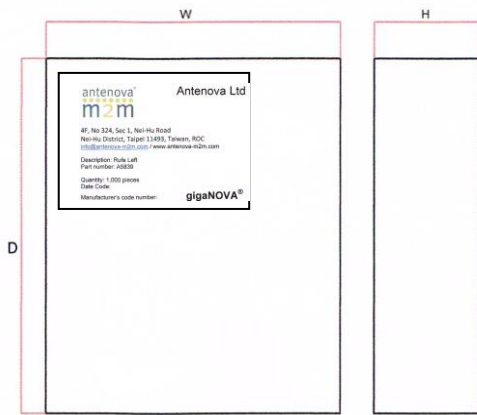 W
H
D
antenova®
m2m
Antenova Ltd
4F, No 324, Sec 1, Nei-Hu Road
Nei-Hu District, Taipei 11493, Taiwan, ROC
info@antenova-m2m.com / www.antenova-m2m.com
Description: Rufa Left
Part number: A5839
Quantity: 1,000 pieces
Date Code:
Manufacturer's code number:
gigaNOVA®